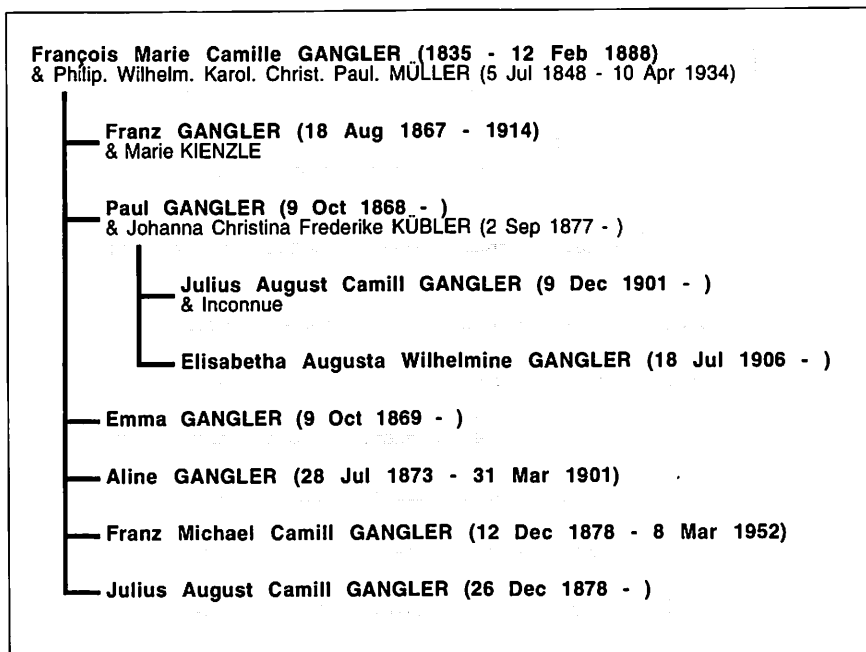 François Marie Camille GANGLER (1835 - 12 Feb 1888)
& Philip. Wilhelm. Karol. Christ. Paul. MÜLLER (5 Jul 1848 - 10 Apr 1934)
Franz GANGLER (18 Aug 1867 - 1914)
& Marie KIENZLE
Paul GANGLER (9 Oct 1868 - )
& Johanna Christina Frederike KÜBLER (2 Sep 1877 - )
Julius August Camill GANGLER (9 Dec 1901 - )
& Inconnue
Elisabetha Augusta Wilhelmine GANGLER (18 Jul 1906 - )
Emma GANGLER (9 Oct 1869 - )
Aline GANGLER (28 Jul 1873 - 31 Mar 1901)
Franz Michael Camill GANGLER (12 Dec 1878 - 8 Mar 1952)
Julius August Camill GANGLER (26 Dec 1878 - )